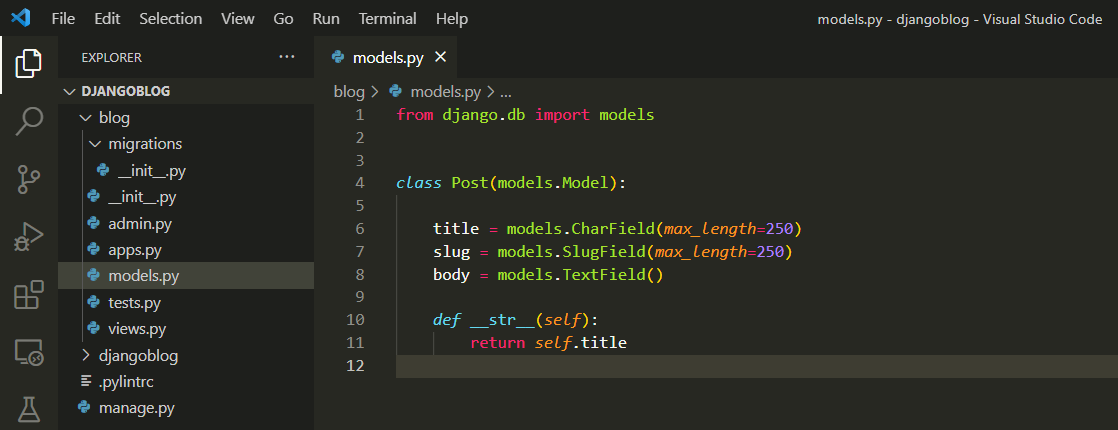 File Edit Selection View Go Run Terminal Help models.py - djangoblog - Visual Studio Code
EXPLORER ···
DJANGOBLOG
blog
migrations
__init__.py
__init__.py
admin.py
apps.py
models.py
tests.py
views.py
djangoblog
.pylintrc
manage.py
models.py
blog > models.py > ...
1 from django.db import models
2
3
4 class Post(models.Model):
5
6 title = models.CharField(max_length=250)
7 slug = models.SlugField(max_length=250)
8 body = models.TextField()
9
10 def __str__(self):
11 return self.title
12